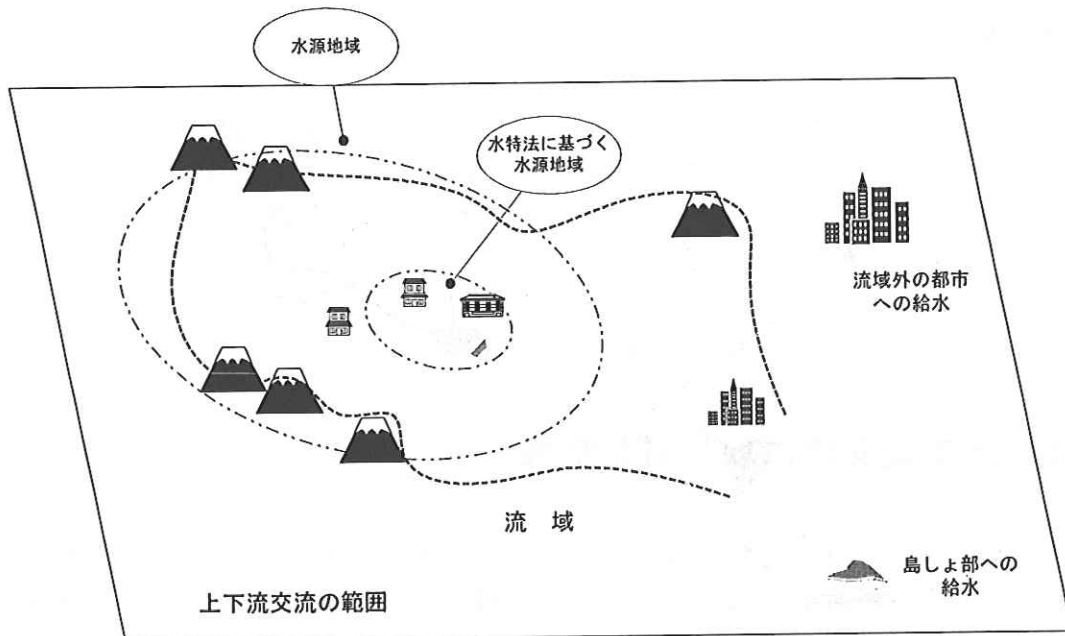 水源地域
水特法に基づく
水源地域
流域外の都市
への給水
流 域
島しょ部への
給水
上下流交流の範囲